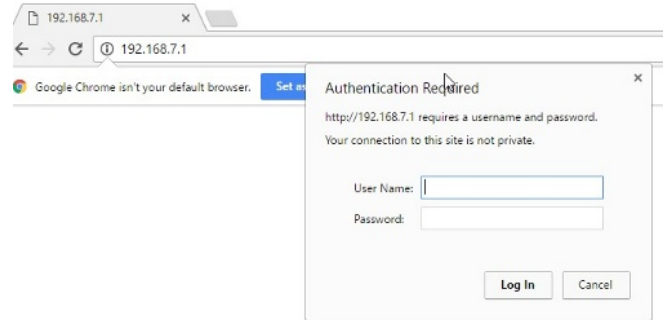 192.168.7.1
192.168.7.1
Google Chrome isn't your default browser. Set as
Authentication Required
http://192.168.7.1 requires a username and password.
Your connection to this site is not private.
User Name:
Password:
Log In Cancel